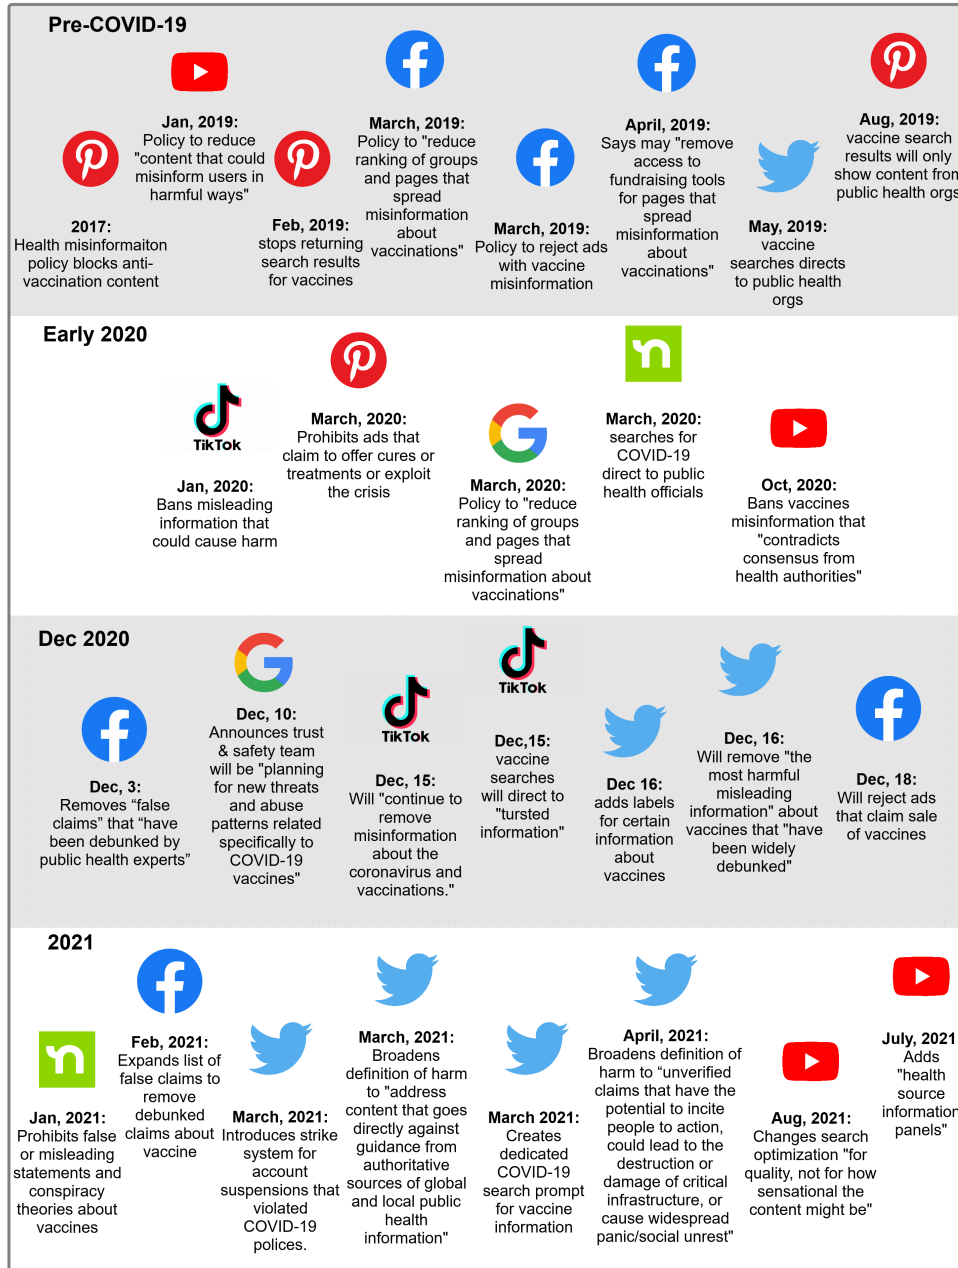 Pre-COVID-19
2017:
Health misinformaiton
policy blocks anti-
vaccination content
Jan, 2019:
Policy to reduce
"content that could
misinform users in
harmful ways"
Feb, 2019:
stops returning
search results
for vaccines
March, 2019:
Policy to "reduce
ranking of groups
and pages that
spread
misinformation
about
vaccinations"
March, 2019:
Policy to reject ads
with vaccine
misinformation
April, 2019:
Says may "remove
access to
fundraising tools
for pages that
spread
misinformation
about
vaccinations"
May, 2019:
vaccine
searches directs
to public health
orgs
Aug, 2019:
vaccine search
results will only
show content from
public health orgs
Early 2020
TikTok
Jan, 2020:
Bans misleading
information that
could cause harm
March, 2020:
Prohibits ads that
claim to offer cures or
treatments or exploit
the crisis
March, 2020:
Policy to "reduce
ranking of groups
and pages that
spread
misinformation about
vaccinations"
March, 2020:
searches for
COVID-19
direct to public
health officials
Oct, 2020:
Bans vaccines
misinformation that
"contradicts
consensus from
health authorities"
Dec 2020
Dec, 3:
Removes “false
claims” that “have
been debunked by
public health experts”
Dec, 10:
Announces trust
& safety team
will be "planning
for new threats
and abuse
patterns related
specifically to
COVID-19
vaccines"
TikTok
Dec, 15:
Will "continue to
remove
misinformation
about the
coronavirus and
vaccinations."
TikTok
Dec,15:
vaccine
searches
will direct to
"tursted
information"
Dec 16:
adds labels
for certain
information
about
vaccines
Dec, 16:
Will remove "the
most harmful
misleading
information" about
vaccines that "have
been widely
debunked"
Dec, 18:
Will reject ads
that claim sale
of vaccines
2021
Jan, 2021:
Prohibits false
or misleading
statements and
conspiracy
theories about
vaccines
Feb, 2021:
Expands list of
false claims to
remove
debunked
claims about
vaccine
March, 2021:
Introduces strike
system for
account
suspensions that
violated
COVID-19
polices.
March, 2021:
Broadens
definition of harm
to "address
content that goes
directly against
guidance from
authoritative
sources of global
and local public
health
information"
March 2021:
Creates
dedicated
COVID-19
search prompt
for vaccine
information
April, 2021:
Broadens definition of
harm to “unverified
claims that have the
potential to incite
people to action,
could lead to the
destruction or
damage of critical
infrastructure, or
cause widespread
panic/social unrest"
Aug, 2021:
Changes search
optimization "for
quality, not for how
sensational the
content might be"
July, 2021
Adds
"health
source
information
panels"